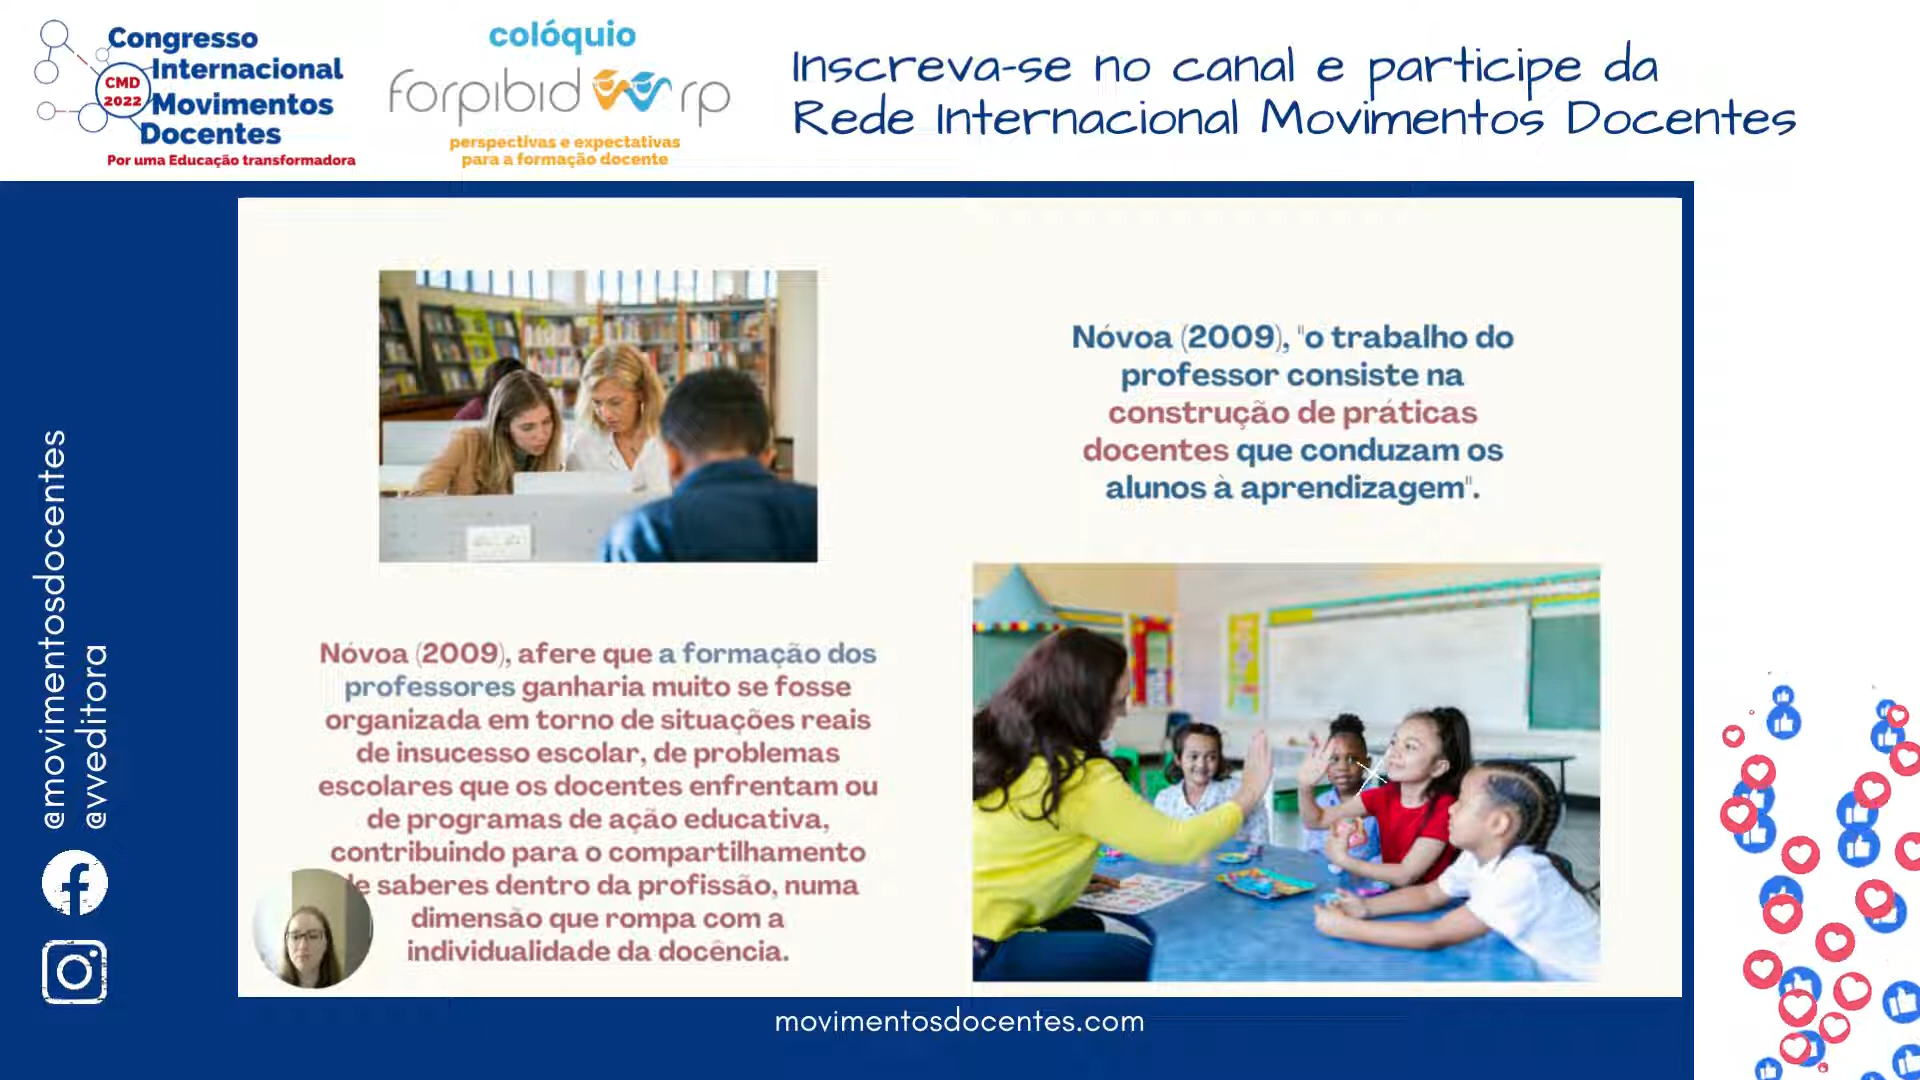 Congresso
Internacional
CMD
2022
Movimentos
Docentes
Por uma Educação transformadora
colóquio
forpibid rp
perspectivas e expectativas
para a formação docente
Inscreva-se no canal e participe da
Rede Internacional Movimentos Docentes
@movimentosdocentes
@vveditora
Nóvoa (2009), afere que a formação dos
professores ganharia muito se fosse
organizada em torno de situações reais
de insucesso escolar, de problemas
escolares que os docentes enfrentam ou
de programas de ação educativa,
contribuindo para o compartilhamento
de saberes dentro da profissão, numa
dimensão que rompa com a
individualidade da docência.
Nóvoa (2009), "o trabalho do
professor consiste na
construção de práticas
docentes que conduzam os
alunos à aprendizagem".
movimentosdocentes.com